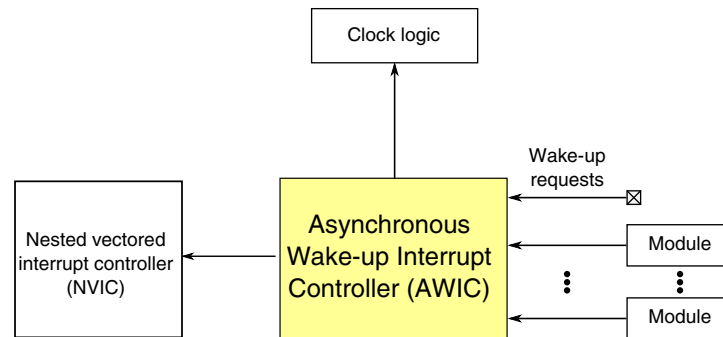 Clock logic
Wake-up
requests
Nested vectored
interrupt controller
(NVIC)
Asynchronous
Wake-up Interrupt
Controller (AWIC)
Module
Module